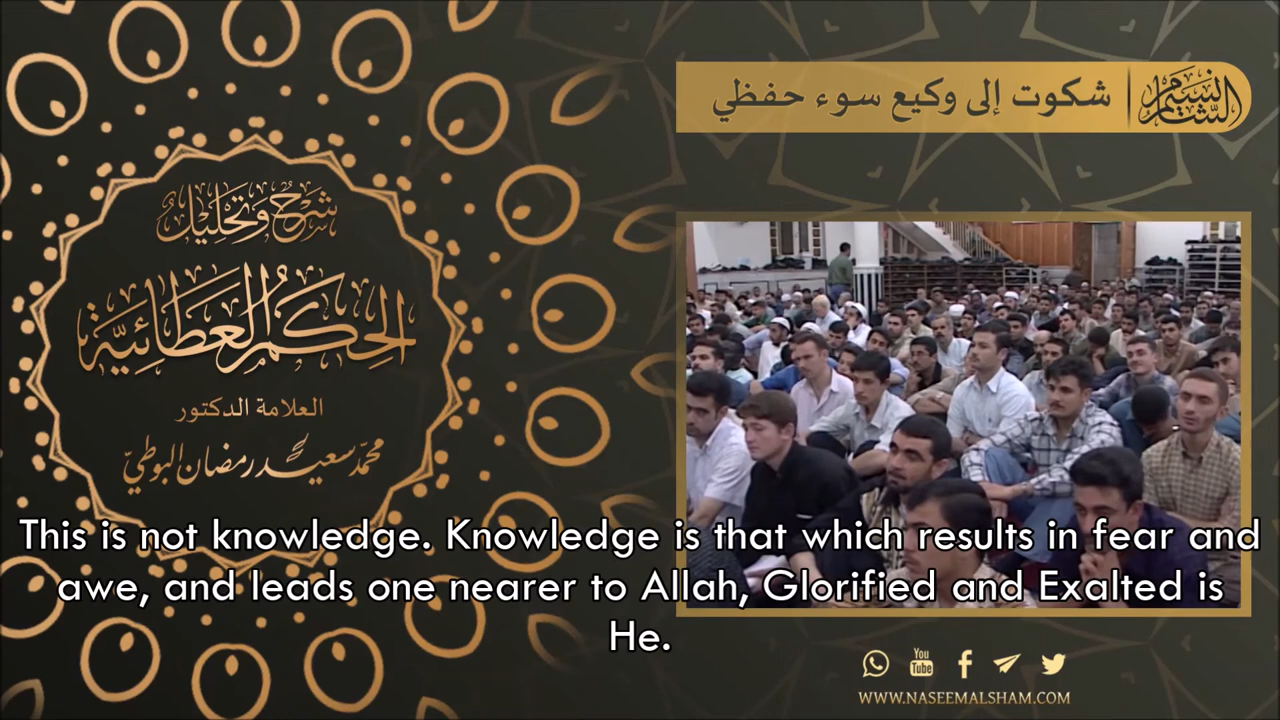 شكوت إلى وكيع سوء حفظي
نسيم الشام
شرح وتحليل
الحكم العطائية
العلامة الدكتور
محمد سعيد رمضان البوطي
This is not knowledge. Knowledge is that which results in fear and
awe, and leads one nearer to Allah, Glorified and Exalted is
He.
You
Tube
WWW.NASEEMALSHAM.COM